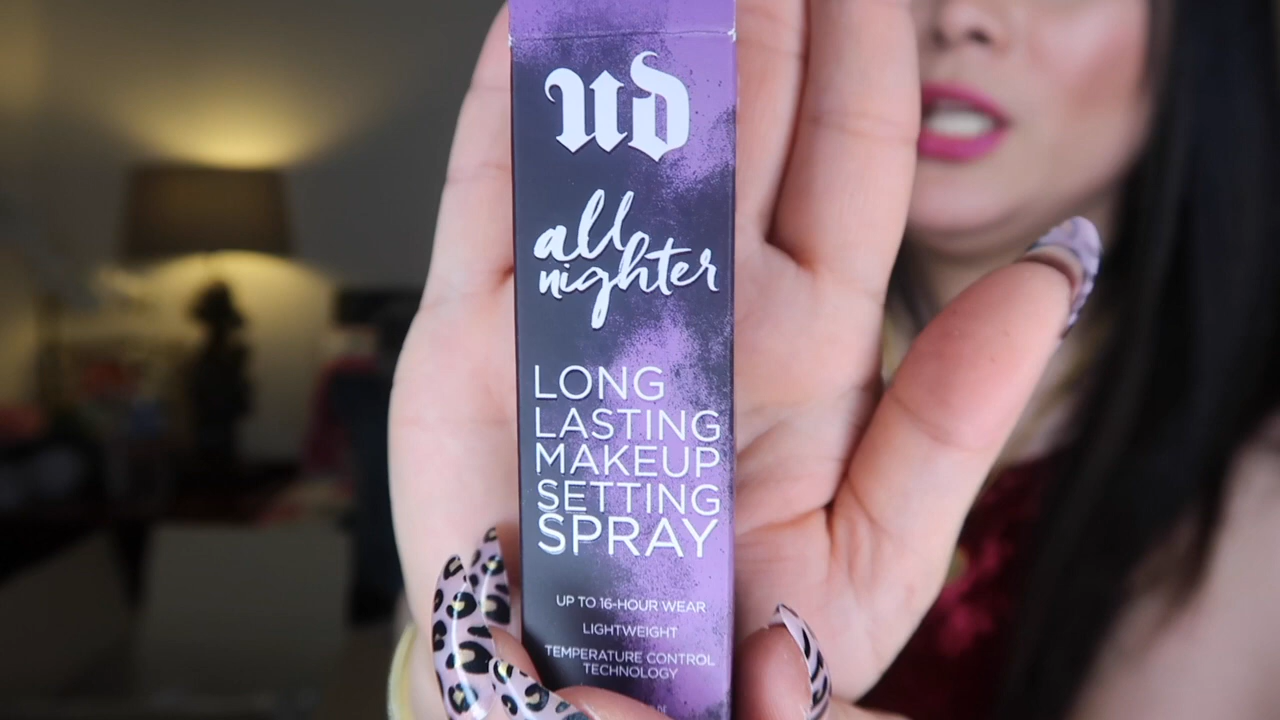 ud
all
nighter
LONG
LASTING
MAKEUP
SETTING
SPRAY
UP TO 16-HOUR WEAR
LIGHTWEIGHT
TEMPERATURE CONTROL
TECHNOLOGY